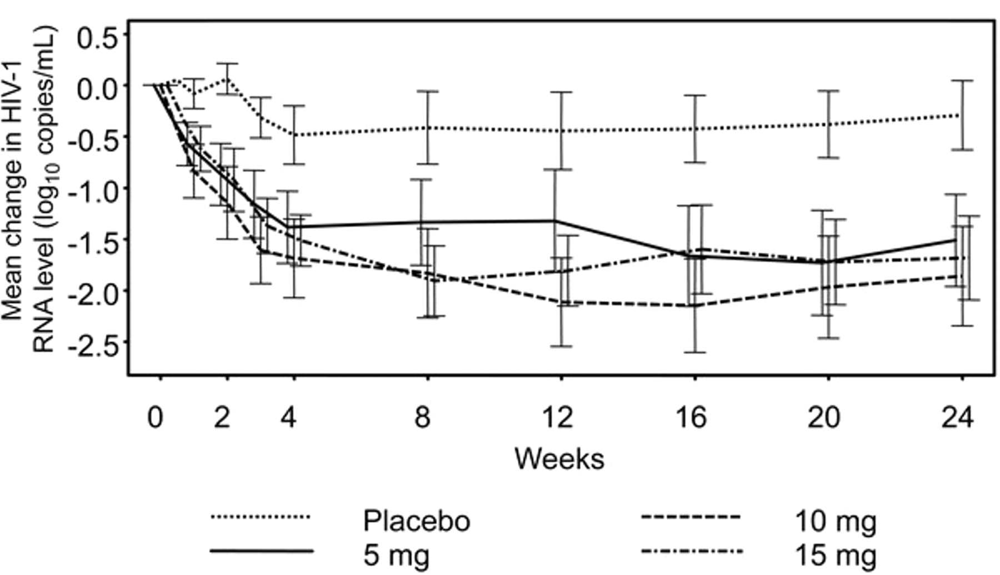 Mean change in HIV-1
RNA level (log10 copies/mL)
0.5
0.0
-0.5
-1.0
-1.5
-2.0
-2.5
0 2 4 8 12 16 20 24
Weeks
Placebo 10 mg
5 mg 15 mg